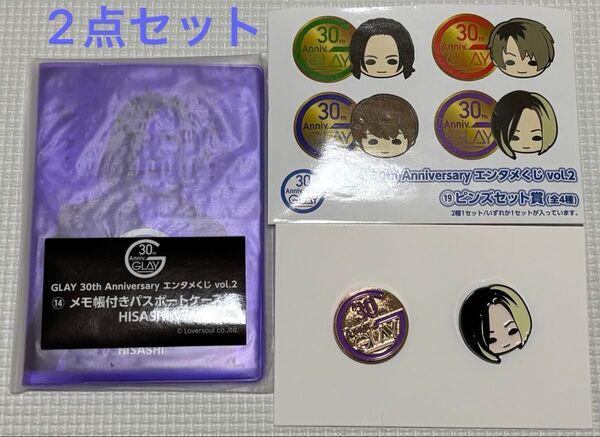 2点セット
30th
Anniv.
GLAY
30th
Anniv.
GLAY
30th
Anniv.
GLAY
30th
Anniv.
GLAY
30
GLAY
Anniversary エンタメくじ vol.2
⑲ ピンズセット賞(全4種)
2種1セット/いずれか1セットが入っています。
30th
Anniv.
GLAY
GLAY 30th Anniversary エンタメくじ vol.2
⑭ メモ帳付きパスポートケース
HISASHI
© Loversoul co.,ltd.
HISASHI
30
GLAY